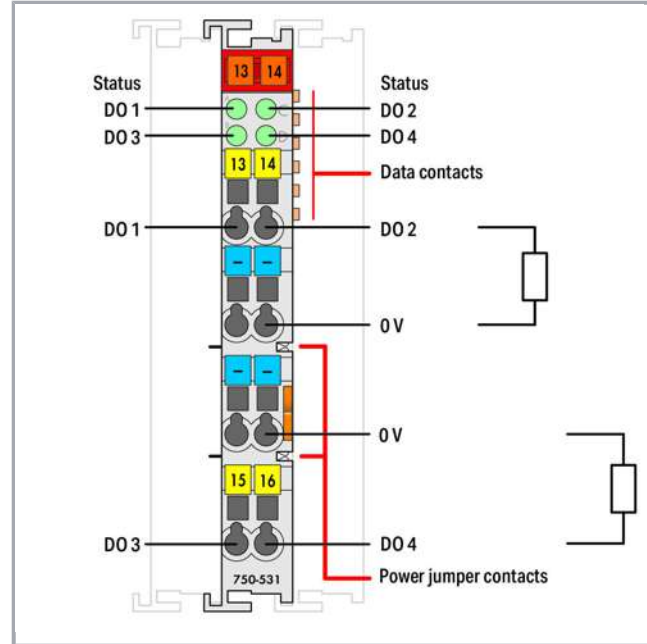 13 14
Status Status
DO 1 A C DO 2
DO 3 B D DO 4
13 14
Data contacts
DO 1 DO 2
– –
0 V
– –
0 V
15 16
DO 3 DO 4
750-531
Power jumper contacts